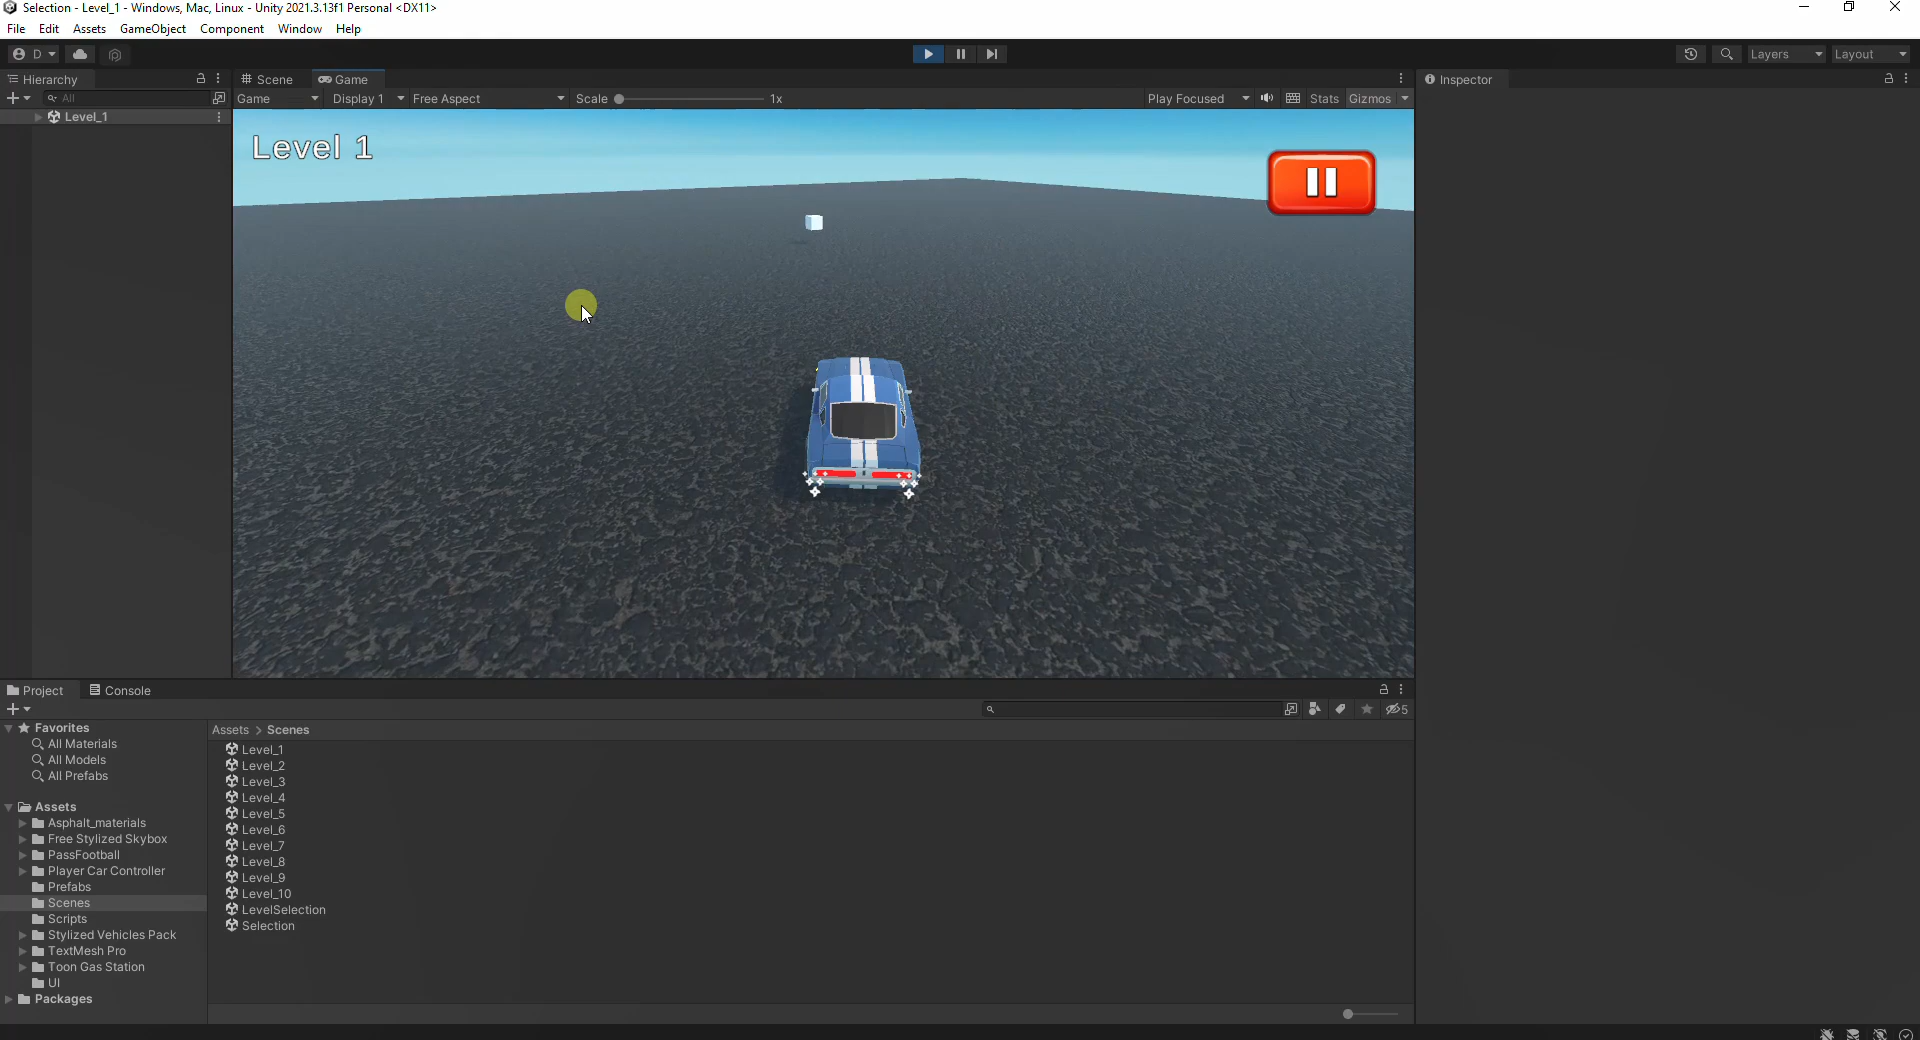 Selection - Level_1 - Windows, Mac, Linux - Unity 2021.3.13f1 Personal <DX11>
File Edit Assets GameObject Component Window Help
D Layers Layout
Hierarchy Scene Game Inspector
All Game Display 1 Free Aspect Scale 1x Play Focused Stats Gizmos
Level_1
Level 1
Project Console
5
Favorites
All Materials
All Models
All Prefabs
Assets
Asphalt_materials
Free Stylized Skybox
PassFootball
Player Car Controller
Prefabs
Scenes
Scripts
Stylized Vehicles Pack
TextMesh Pro
Toon Gas Station
UI
Packages
Assets > Scenes
Level_1
Level_2
Level_3
Level_4
Level_5
Level_6
Level_7
Level_8
Level_9
Level_10
LevelSelection
Selection